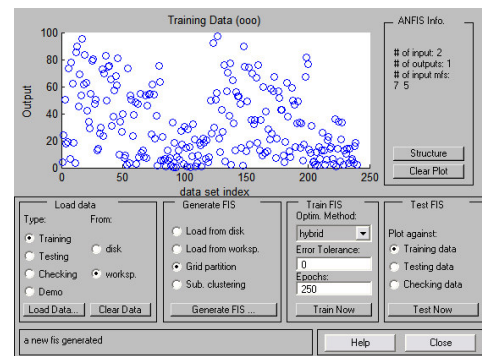 Training Data (ooo)
ANFIS Info.
100
80
60
40
20
0
Output
0 50 100 150 200 250
data set index
# of input: 2
# of outputs: 1
# of input mfs:
7 5
Structure
Clear Plot
Load data
Type: From:
Training
Testing
Checking
Demo
disk
worksp.
Load Data... Clear Data
Generate FIS
Load from disk
Load from worksp.
Grid partition
Sub. clustering
Generate FIS ...
Train FIS
Optim. Method:
hybrid
Error Tolerance:
0
Epochs:
250
Train Now
Test FIS
Plot against:
Training data
Testing data
Checking data
Test Now
a new fis generated
Help Close